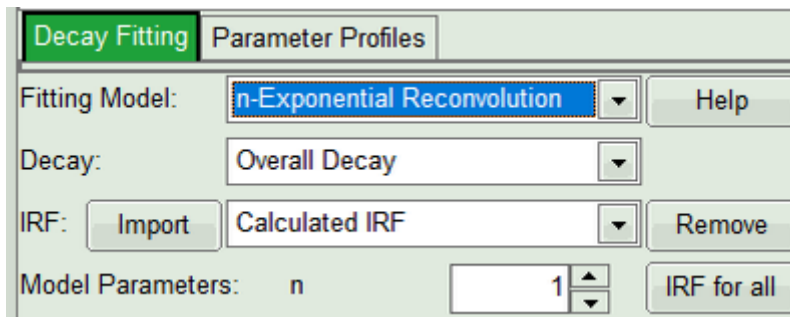 Decay Fitting Parameter Profiles
Fitting Model: n-Exponential Reconvolution Help
Decay: Overall Decay
IRF: Import Calculated IRF Remove
Model Parameters: n 1 IRF for all